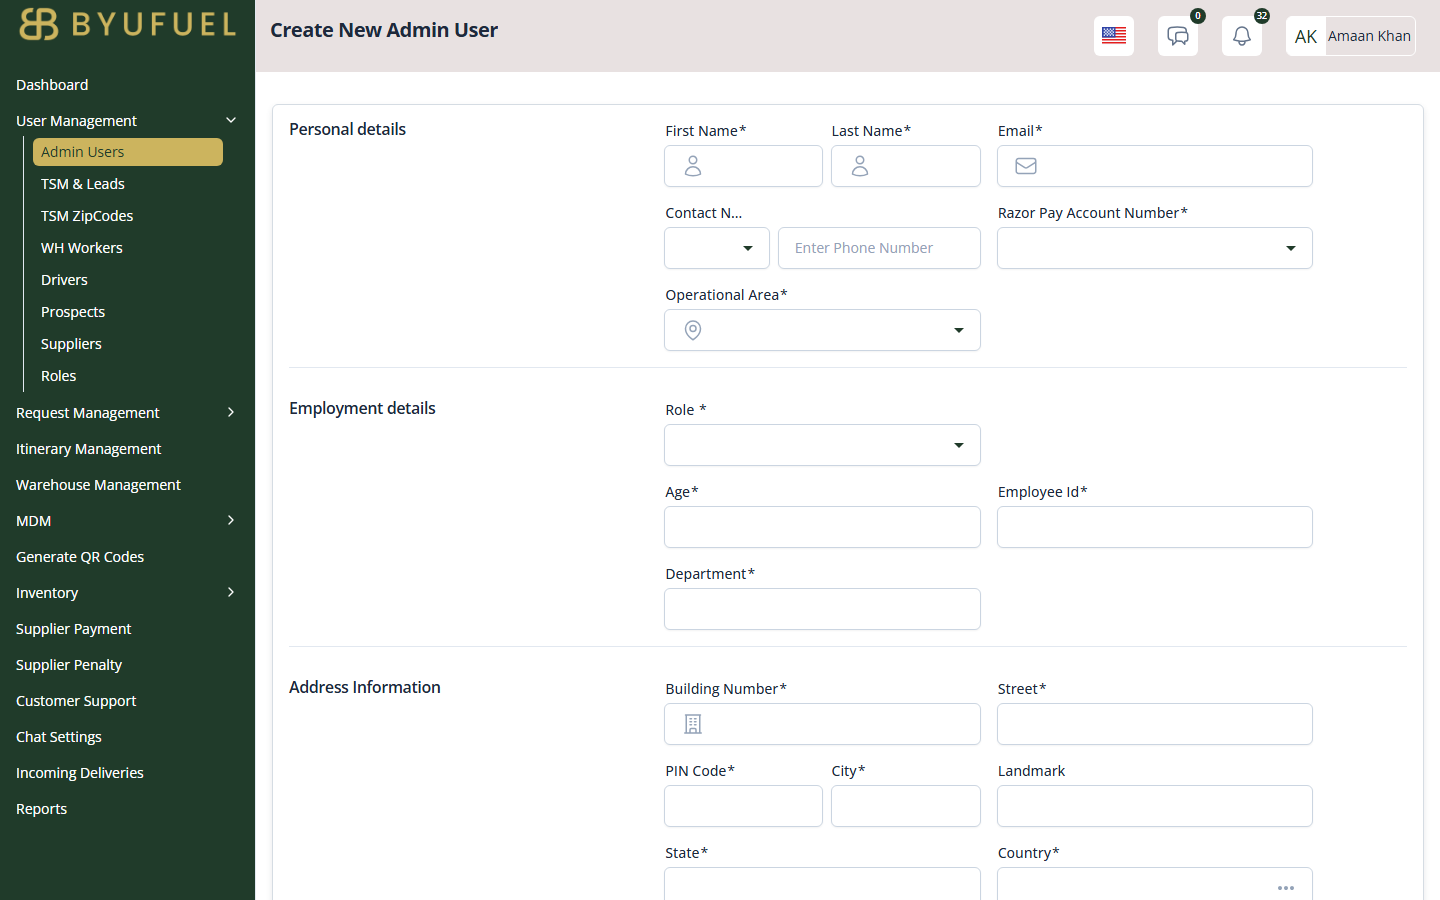 BYUFUEL
Create New Admin User
0
32
AK
Amaan Khan
Dashboard
User Management
Admin Users
TSM & Leads
TSM ZipCodes
WH Workers
Drivers
Prospects
Suppliers
Roles
Request Management
Itinerary Management
Warehouse Management
MDM
Generate QR Codes
Inventory
Supplier Payment
Supplier Penalty
Customer Support
Chat Settings
Incoming Deliveries
Reports
Personal details
First Name*
Last Name*
Email*
Contact N...
Razor Pay Account Number*
Enter Phone Number
Operational Area*
Employment details
Role *
Age*
Employee Id*
Department*
Address Information
Building Number*
Street*
PIN Code*
City*
Landmark
State*
Country*